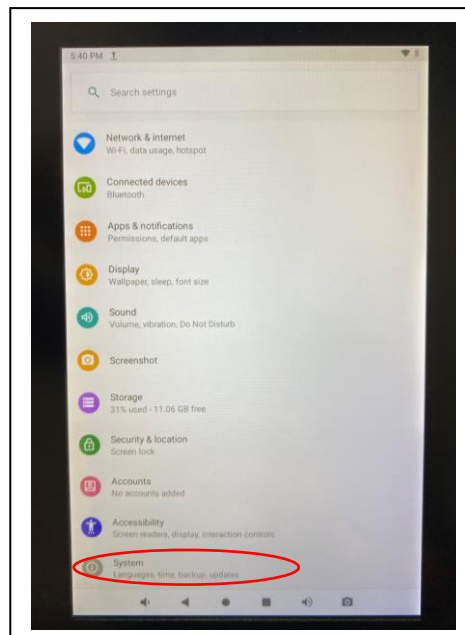 5:40 PM
Search settings
Network & internet
Wi-Fi, data usage, hotspot
Connected devices
Bluetooth
Apps & notifications
Permissions, default apps
Display
Wallpaper, sleep, font size
Sound
Volume, vibration, Do Not Disturb
Screenshot
Storage
31% used - 11.06 GB free
Security & location
Screen lock
Accounts
No accounts added
Accessibility
Screen readers, display, interaction controls
System
Languages, time, backup, updates